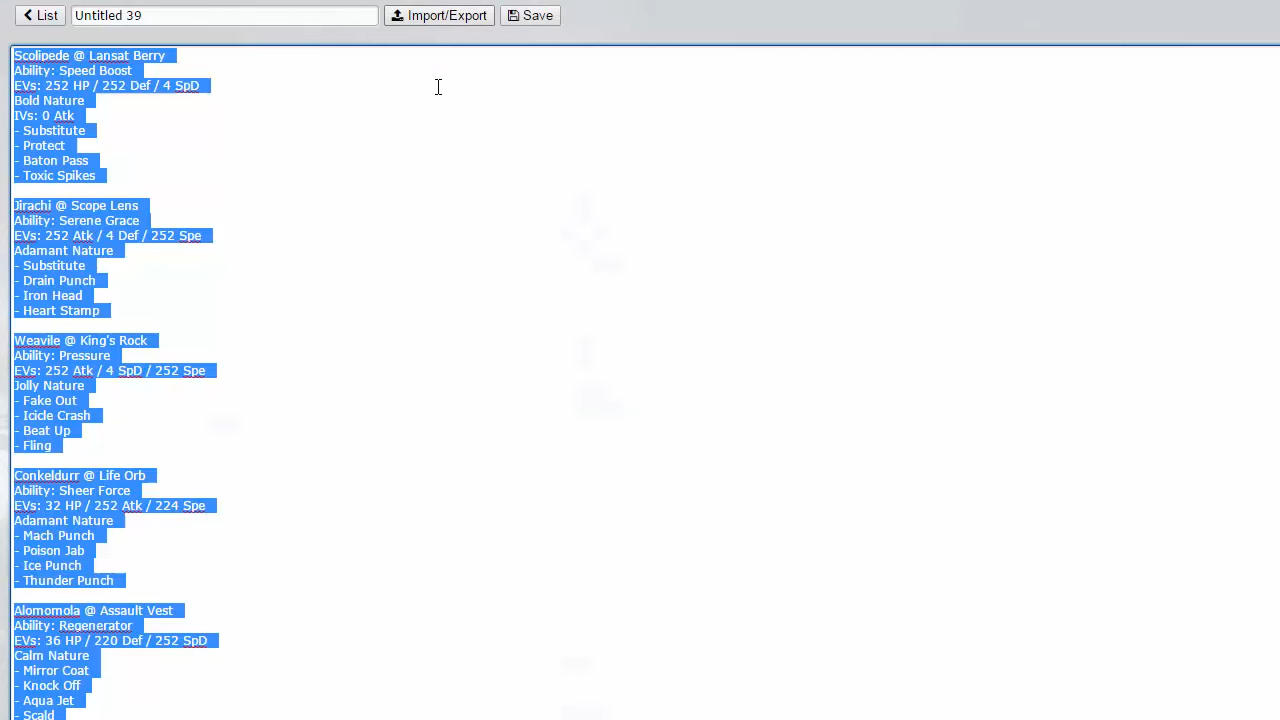 List
Untitled 39
Import/Export
Save
Scolipede @ Lansat Berry
Ability: Speed Boost
EVs: 252 HP / 252 Def / 4 SpD
Bold Nature
IVs: 0 Atk
- Substitute
- Protect
- Baton Pass
- Toxic Spikes
Jirachi @ Scope Lens
Ability: Serene Grace
EVs: 252 Atk / 4 Def / 252 Spe
Adamant Nature
- Substitute
- Drain Punch
- Iron Head
- Heart Stamp
Weavile @ King's Rock
Ability: Pressure
EVs: 252 Atk / 4 SpD / 252 Spe
Jolly Nature
- Fake Out
- Icicle Crash
- Beat Up
- Fling
Conkeldurr @ Life Orb
Ability: Sheer Force
EVs: 32 HP / 252 Atk / 224 Spe
Adamant Nature
- Mach Punch
- Poison Jab
- Ice Punch
- Thunder Punch
Alomomola @ Assault Vest
Ability: Regenerator
EVs: 36 HP / 220 Def / 252 SpD
Calm Nature
- Mirror Coat
- Knock Off
- Aqua Jet
- Scald